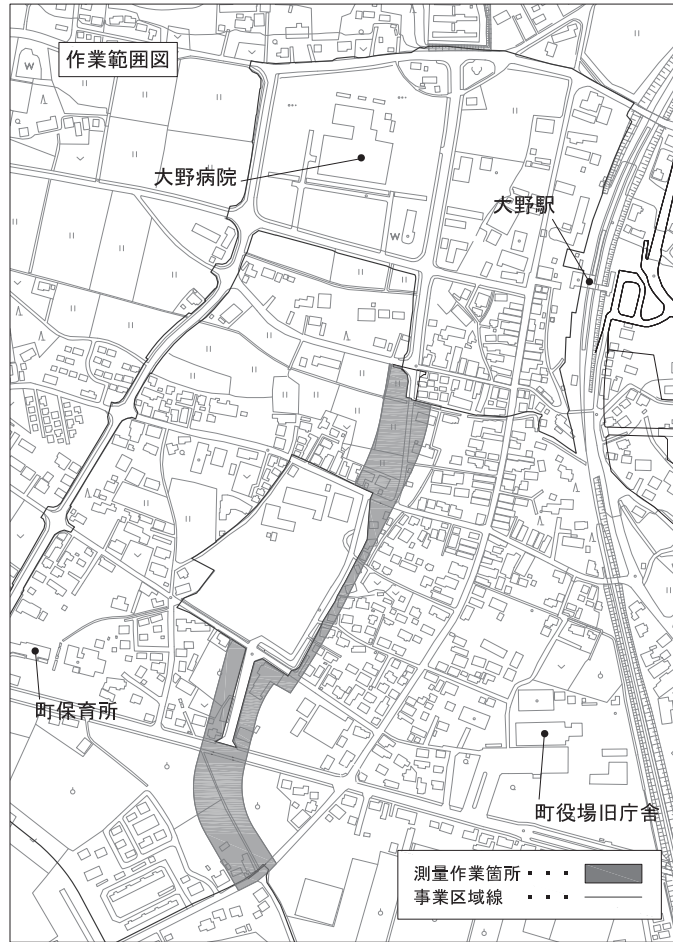 作業範囲図
大野病院
大野駅
町保育所
町役場旧庁舎
測量作業箇所 ・・・
事業区域線 ・・・